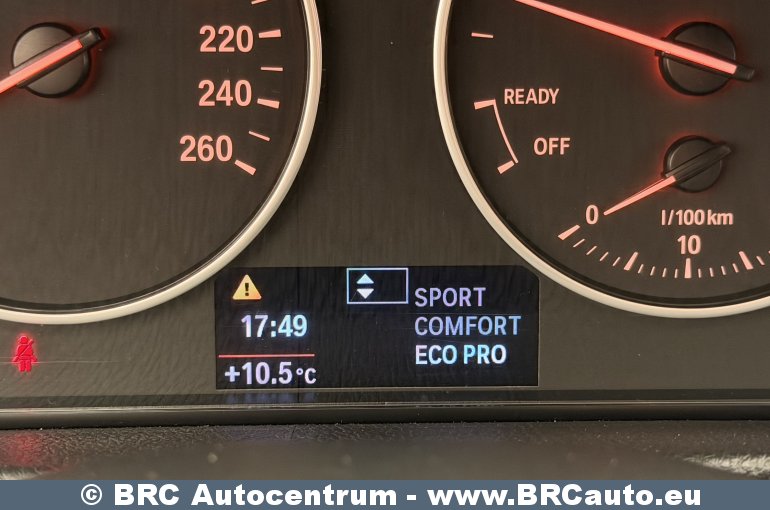 220
240
260
READY
OFF
0
l/100km
10
17:49
+10.5°C
SPORT
COMFORT
ECO PRO
© BRC Autocentrum - www.BRCauto.eu